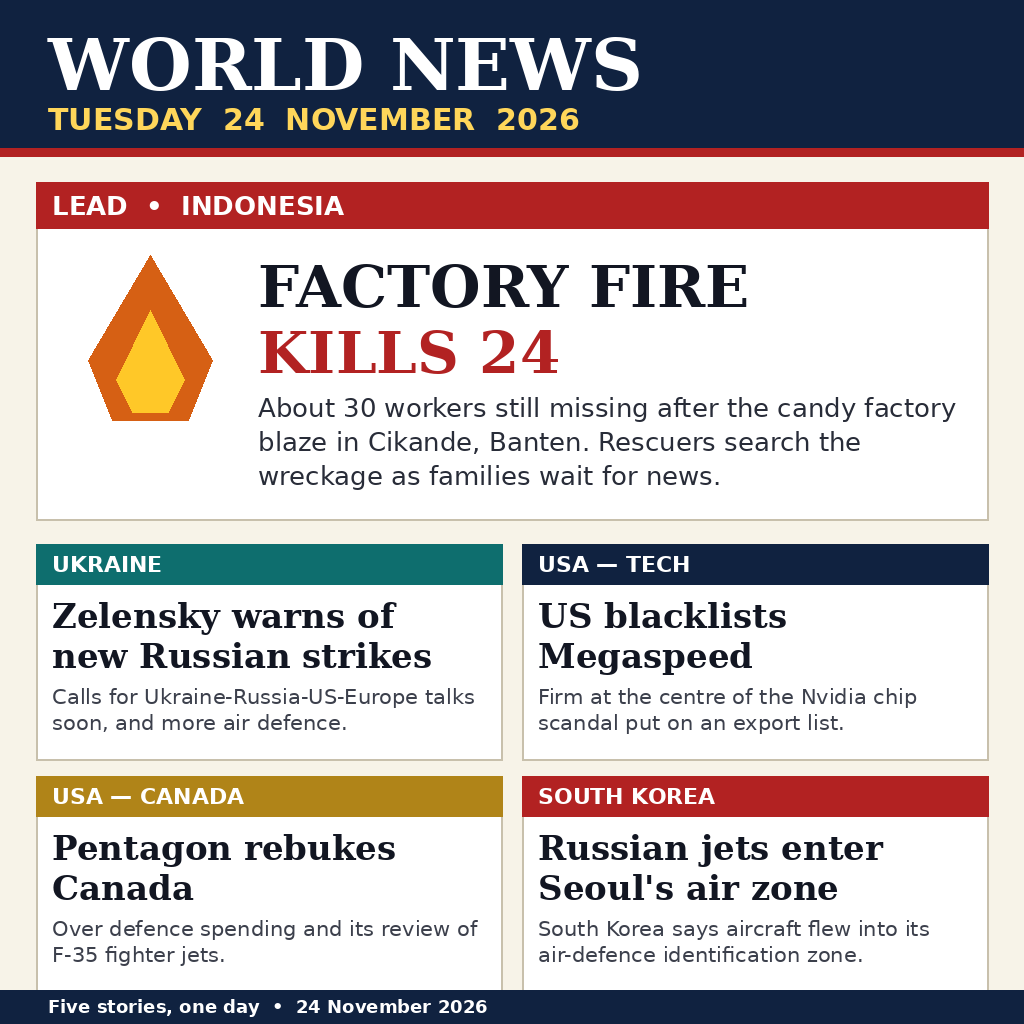 WORLD NEWS
TUESDAY 24 NOVEMBER 2026
LEAD • INDONESIA
FACTORY FIRE
KILLS 24
About 30 workers still missing after the candy factory
blaze in Cikande, Banten. Rescuers search the
wreckage as families wait for news.
UKRAINE
Zelensky warns of
new Russian strikes
Calls for Ukraine-Russia-US-Europe talks
soon, and more air defence.
USA — TECH
US blacklists
Megaspeed
Firm at the centre of the Nvidia chip
scandal put on an export list.
USA — CANADA
Pentagon rebukes
Canada
Over defence spending and its review of
F-35 fighter jets.
SOUTH KOREA
Russian jets enter
Seoul's air zone
South Korea says aircraft flew into its
air-defence identification zone.
Five stories, one day • 24 November 2026